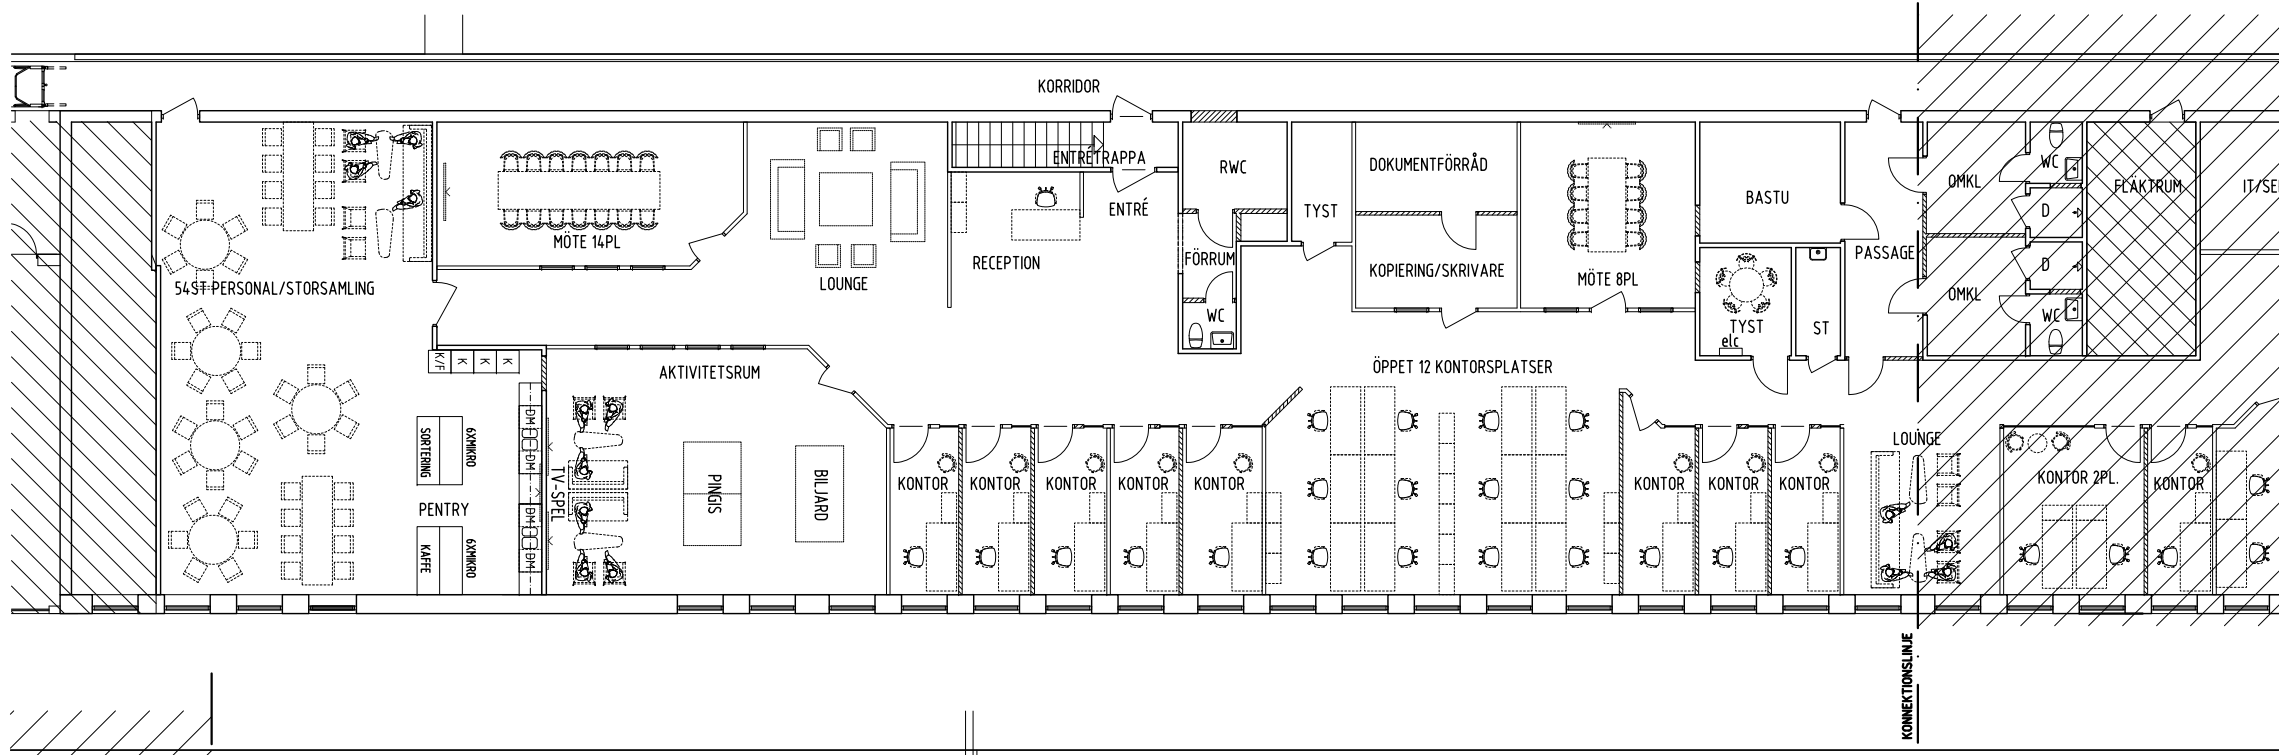 KORRIDOR
ENTRÉTRAPPA
RWC
DOKUMENTFÖRRÅD
WC
OMKL
FLÄKTRUM
BASTU
TYST
ENTRÉ
D
MÖTE 14PL
PASSAGE
FÖRRUM
RECEPTION
KOPIERING/SKRIVARE
MÖTE 8PL
LOUNGE
54ST PERSONAL/STORSAMLING
D
OMKL
WC
WC
TYST
elc
ST
K/F
K
K
K
AKTIVITETSRUM
ÖPPET 12 KONTORSPLATSER
DM
DM
DM
DM
SORTERING
6XMIKRO
LOUNGE
TV-SPEL
PINGIS
BILJARD
KONTOR
KONTOR
KONTOR
KONTOR
KONTOR
KONTOR
KONTOR
KONTOR
KONTOR 2PL.
KONTOR
PENTRY
KAFFE
6XMIKRO
KONNEKTIONSLINJE